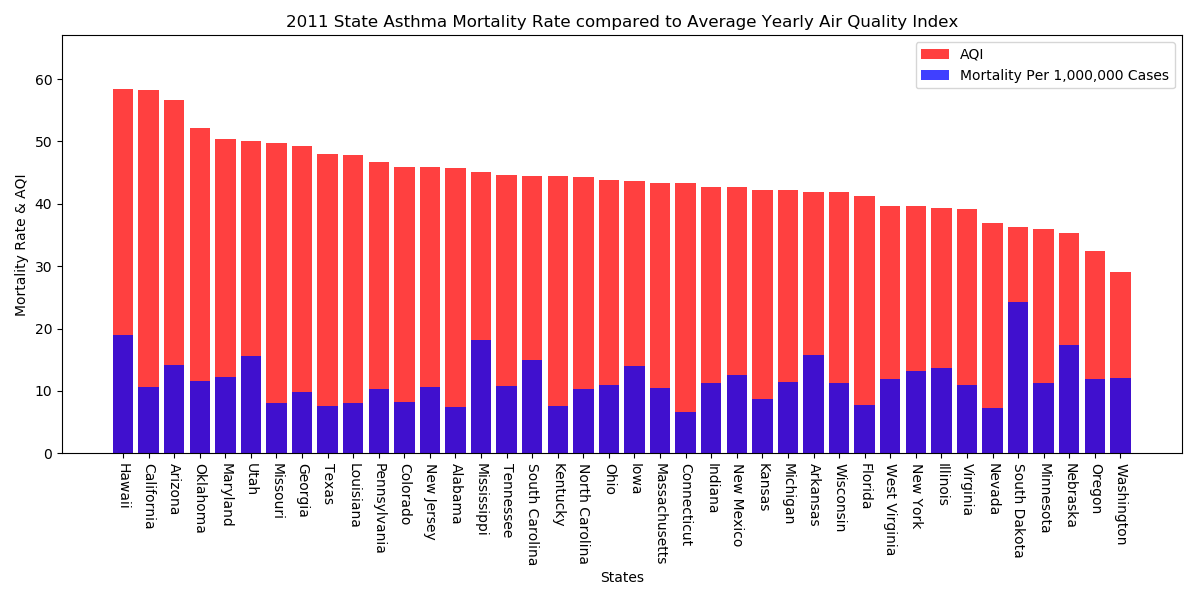 2011 State Asthma Mortality Rate compared to Average Yearly Air Quality Index
AQI
Mortality Per 1,000,000 Cases
Mortality Rate & AQI
60
50
40
30
20
10
0
Hawaii
California
Arizona
Oklahoma
Maryland
Utah
Missouri
Georgia
Texas
Louisiana
Pennsylvania
Colorado
New Jersey
Alabama
Mississippi
Tennessee
South Carolina
Kentucky
North Carolina
Ohio
Iowa
Massachusetts
Connecticut
Indiana
New Mexico
Kansas
Michigan
Arkansas
Wisconsin
Florida
West Virginia
New York
Illinois
Virginia
Nevada
South Dakota
Minnesota
Nebraska
Oregon
Washington
States